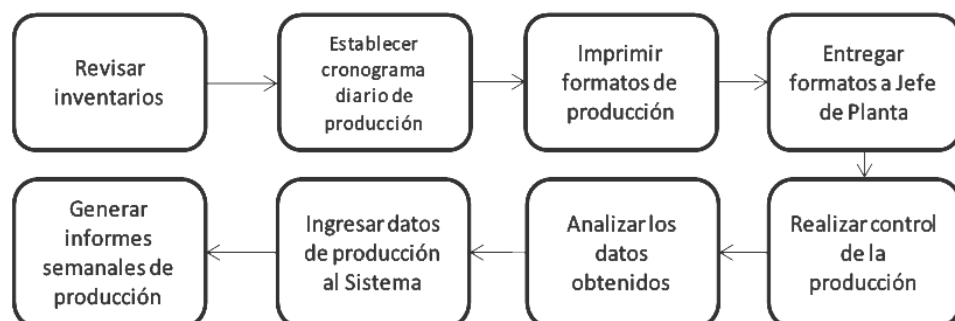 Revisar
inventarios
Establecer
cronograma
diario de
producción
Imprimir
formatos de
producción
Entregar
formatos a Jefe
de Planta
Realizar control
de la
producción
Analizar los
datos
obtenidos
Ingresar datos
de producción
al Sistema
Generar
informes
semanales de
producción